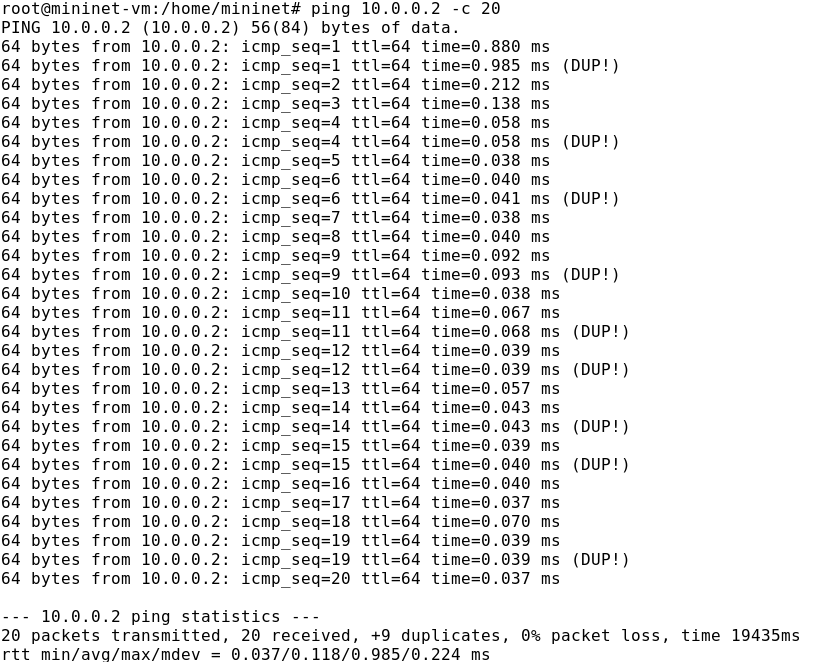 root@mininet-vm:/home/mininet# ping 10.0.0.2 -c 20
PING 10.0.0.2 (10.0.0.2) 56(84) bytes of data.
64 bytes from 10.0.0.2: icmp_seq=1 ttl=64 time=0.880 ms
64 bytes from 10.0.0.2: icmp_seq=1 ttl=64 time=0.985 ms (DUP!)
64 bytes from 10.0.0.2: icmp_seq=2 ttl=64 time=0.212 ms
64 bytes from 10.0.0.2: icmp_seq=3 ttl=64 time=0.138 ms
64 bytes from 10.0.0.2: icmp_seq=4 ttl=64 time=0.058 ms
64 bytes from 10.0.0.2: icmp_seq=4 ttl=64 time=0.058 ms (DUP!)
64 bytes from 10.0.0.2: icmp_seq=5 ttl=64 time=0.038 ms
64 bytes from 10.0.0.2: icmp_seq=6 ttl=64 time=0.040 ms
64 bytes from 10.0.0.2: icmp_seq=6 ttl=64 time=0.041 ms (DUP!)
64 bytes from 10.0.0.2: icmp_seq=7 ttl=64 time=0.038 ms
64 bytes from 10.0.0.2: icmp_seq=8 ttl=64 time=0.040 ms
64 bytes from 10.0.0.2: icmp_seq=9 ttl=64 time=0.092 ms
64 bytes from 10.0.0.2: icmp_seq=9 ttl=64 time=0.093 ms (DUP!)
64 bytes from 10.0.0.2: icmp_seq=10 ttl=64 time=0.038 ms
64 bytes from 10.0.0.2: icmp_seq=11 ttl=64 time=0.067 ms
64 bytes from 10.0.0.2: icmp_seq=11 ttl=64 time=0.068 ms (DUP!)
64 bytes from 10.0.0.2: icmp_seq=12 ttl=64 time=0.039 ms
64 bytes from 10.0.0.2: icmp_seq=12 ttl=64 time=0.039 ms (DUP!)
64 bytes from 10.0.0.2: icmp_seq=13 ttl=64 time=0.057 ms
64 bytes from 10.0.0.2: icmp_seq=14 ttl=64 time=0.043 ms
64 bytes from 10.0.0.2: icmp_seq=14 ttl=64 time=0.043 ms (DUP!)
64 bytes from 10.0.0.2: icmp_seq=15 ttl=64 time=0.039 ms
64 bytes from 10.0.0.2: icmp_seq=15 ttl=64 time=0.040 ms (DUP!)
64 bytes from 10.0.0.2: icmp_seq=16 ttl=64 time=0.040 ms
64 bytes from 10.0.0.2: icmp_seq=17 ttl=64 time=0.037 ms
64 bytes from 10.0.0.2: icmp_seq=18 ttl=64 time=0.070 ms
64 bytes from 10.0.0.2: icmp_seq=19 ttl=64 time=0.039 ms
64 bytes from 10.0.0.2: icmp_seq=19 ttl=64 time=0.039 ms (DUP!)
64 bytes from 10.0.0.2: icmp_seq=20 ttl=64 time=0.037 ms

--- 10.0.0.2 ping statistics ---
20 packets transmitted, 20 received, +9 duplicates, 0% packet loss, time 19435ms
rtt min/avg/max/mdev = 0.037/0.118/0.985/0.224 ms